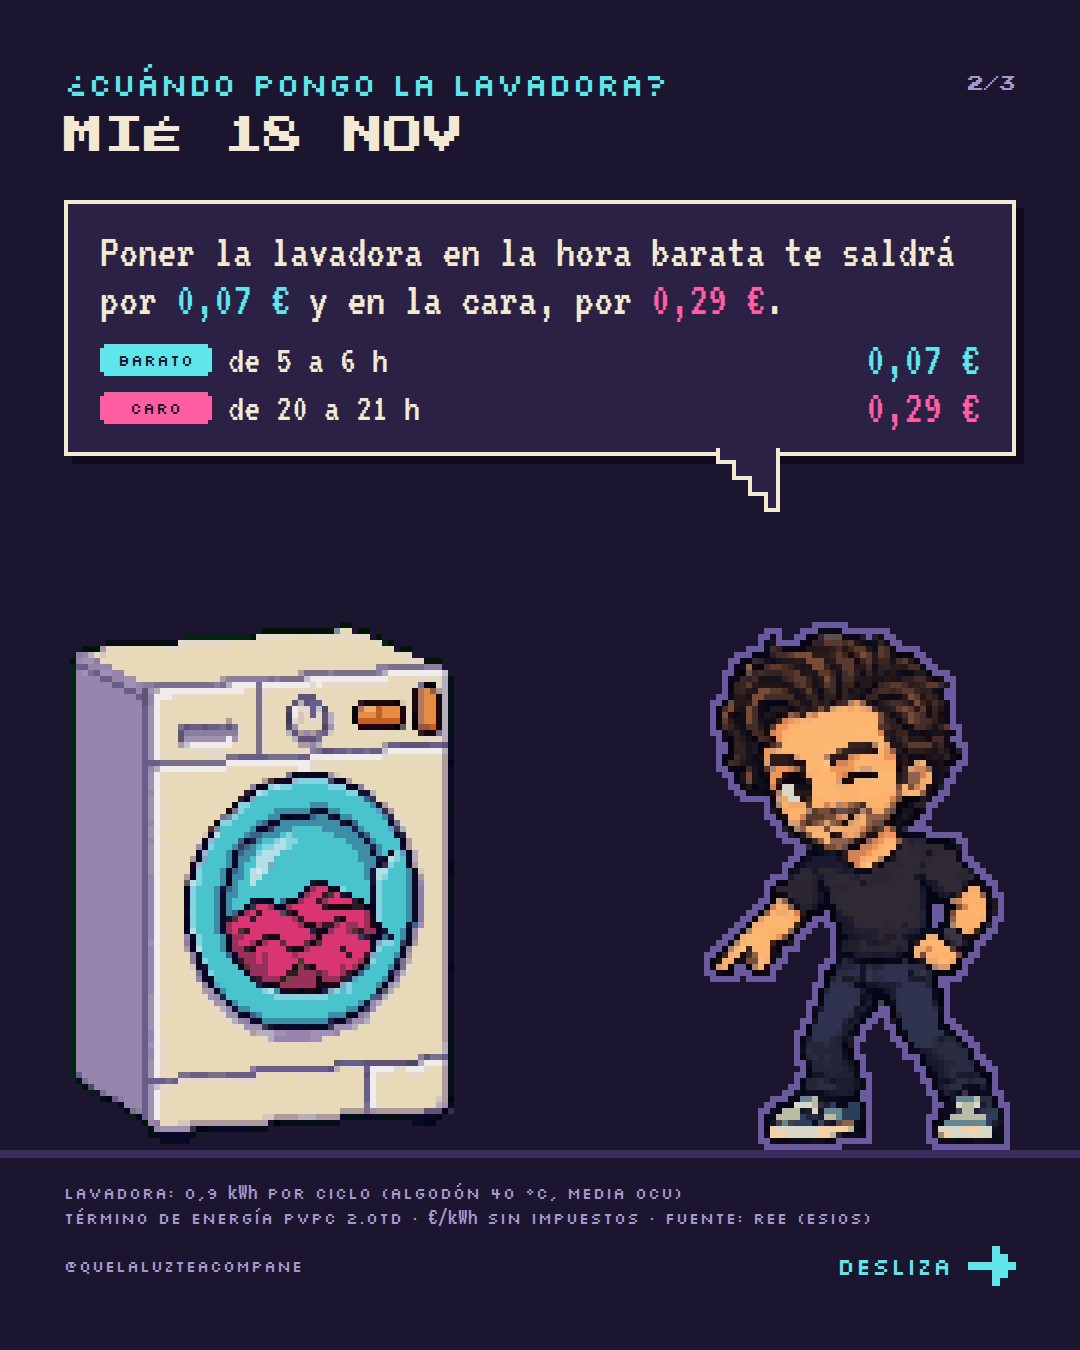 ¿CUÁNDO PONGO LA LAVADORA?
2/3
MIÉ 18 NOV
Poner la lavadora en la hora barata te saldrá
por 0,07 € y en la cara, por 0,29 €.
BARATO de 5 a 6 h 0,07 €
CARO de 20 a 21 h 0,29 €
LAVADORA: 0,9 kWh POR CICLO (ALGODÓN 40 °C, MEDIA OCU)
TÉRMINO DE ENERGÍA PVPC 2.0TD · €/kWh SIN IMPUESTOS · FUENTE: REE (ESIOS)
@QUELALUZTEACOMPANE
DESLIZA